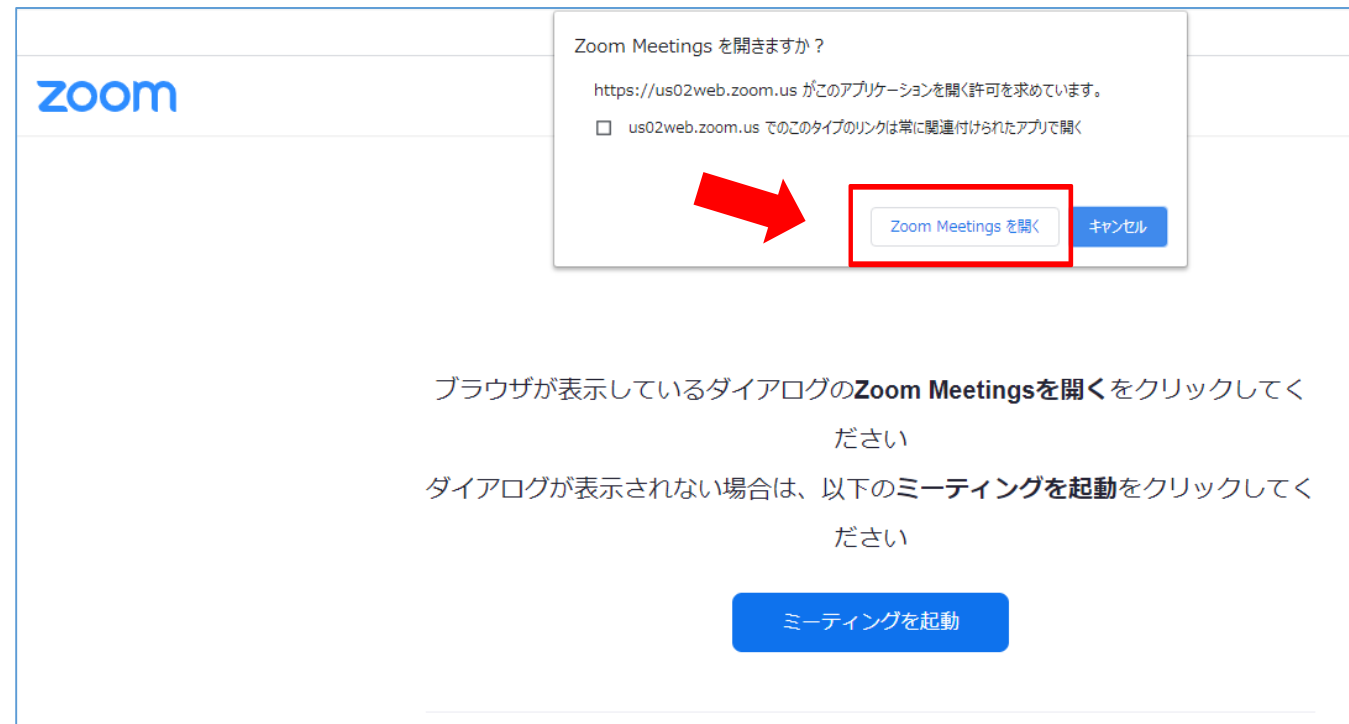 Zoom Meetings を開きますか？
zoom
https://us02web.zoom.us がこのアプリケーションを開く許可を求めています。
us02web.zoom.us でのこのタイプのリンクは常に関連付けられたアプリで開く
Zoom Meetings を開く
キャンセル
ブラウザが表示しているダイアログのZoom Meetingsを開くをクリックしてく
ださい
ダイアログが表示されない場合は、以下のミーティングを起動をクリックしてく
ださい
ミーティングを起動